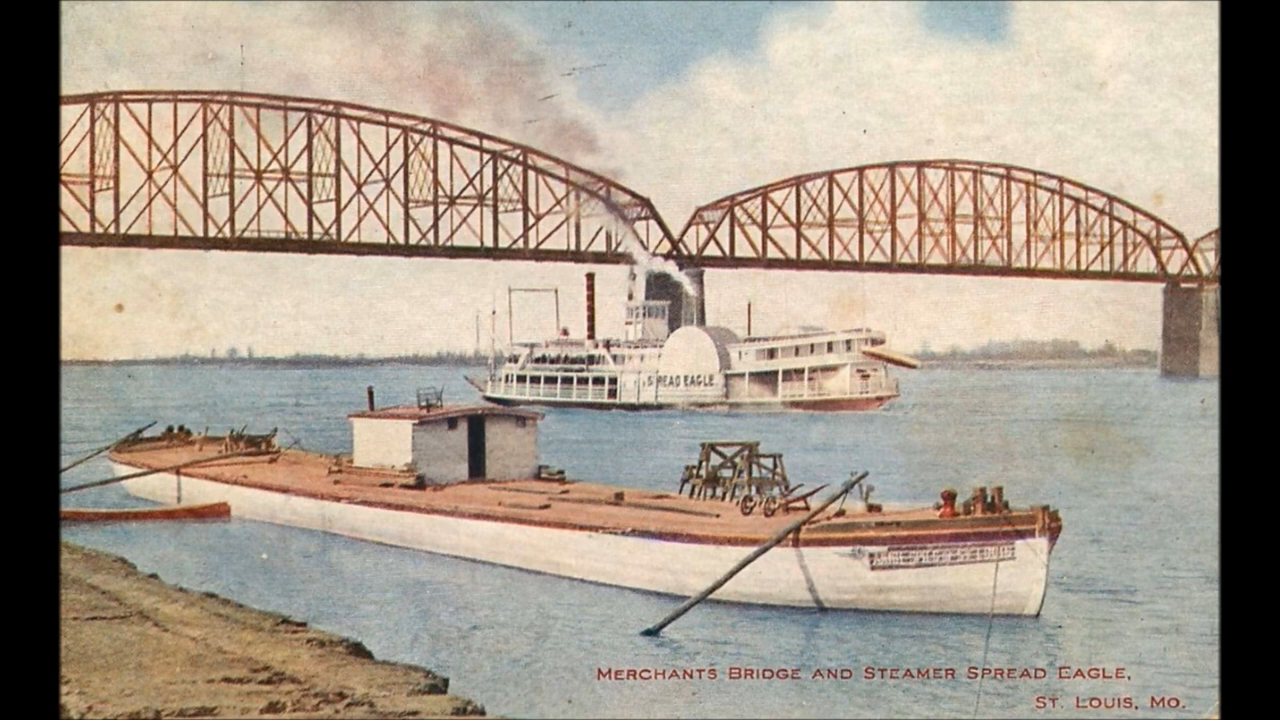 SPREAD EAGLE
MERCHANTS BRIDGE AND STEAMER SPREAD EAGLE,
ST. LOUIS, MO.